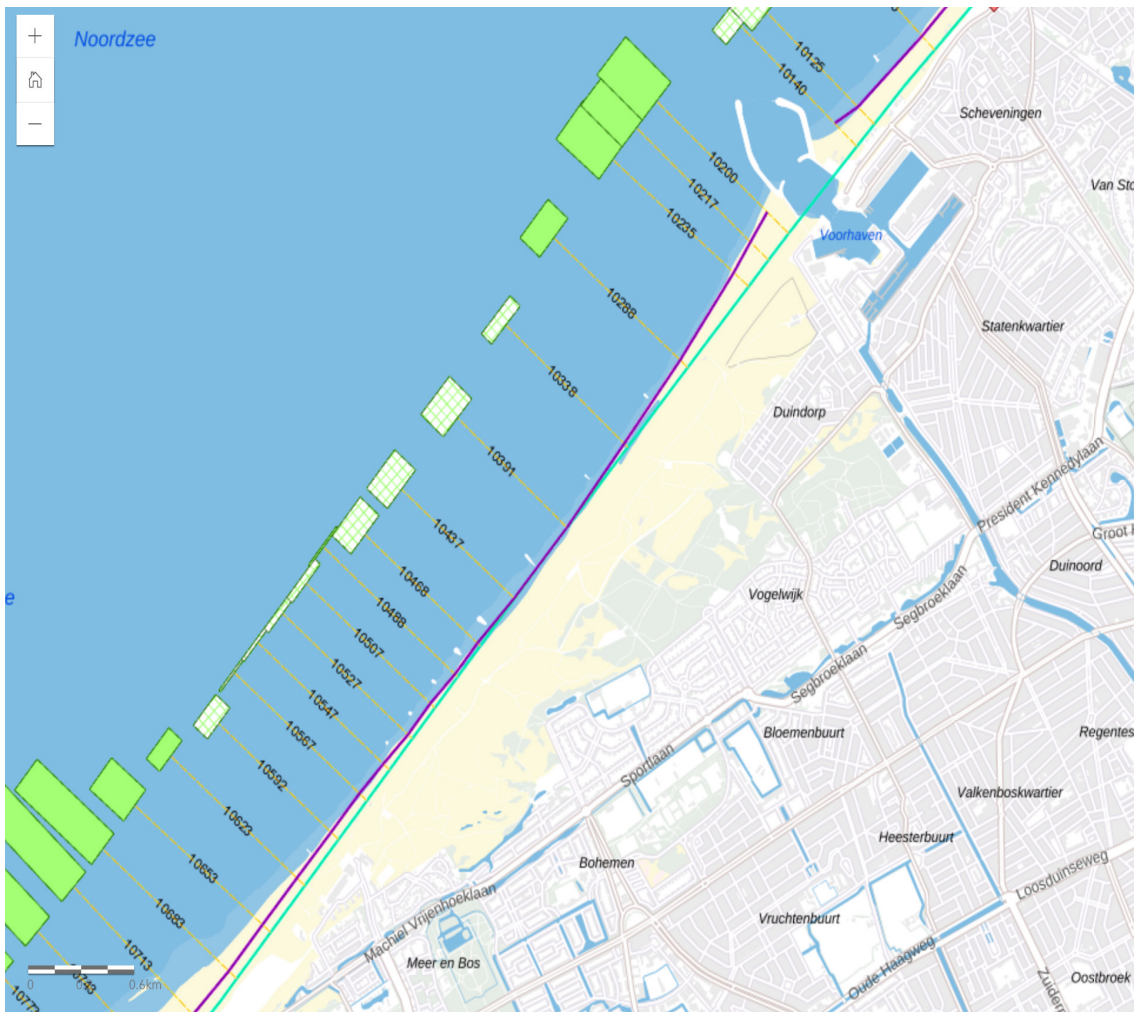 +
Noordzee
−
10125
10140
Scheveningen
10200
10217
10235
Van Sto
Voorhaven
10288
Statenkwartier
10338
Duindorp
10391
President Kennedylaan
10437
Groot H
10468
Duinoord
10488
Vogelwijk
Segbroeklaan
e
10507
10527
Segbroeklaan
10547
Bloemenbuurt
Regentes
10567
Sportlaan
10592
Valkenboskwartier
10623
Heesterbuurt
10653
Bohemen
Loosduinseweg
10683
Machiel Vrijenhoeklaan
Vruchtenbuurt
10713
Meer en Bos
Oude Haagweg
Oostbroek
0
0.6km
Zuiderp